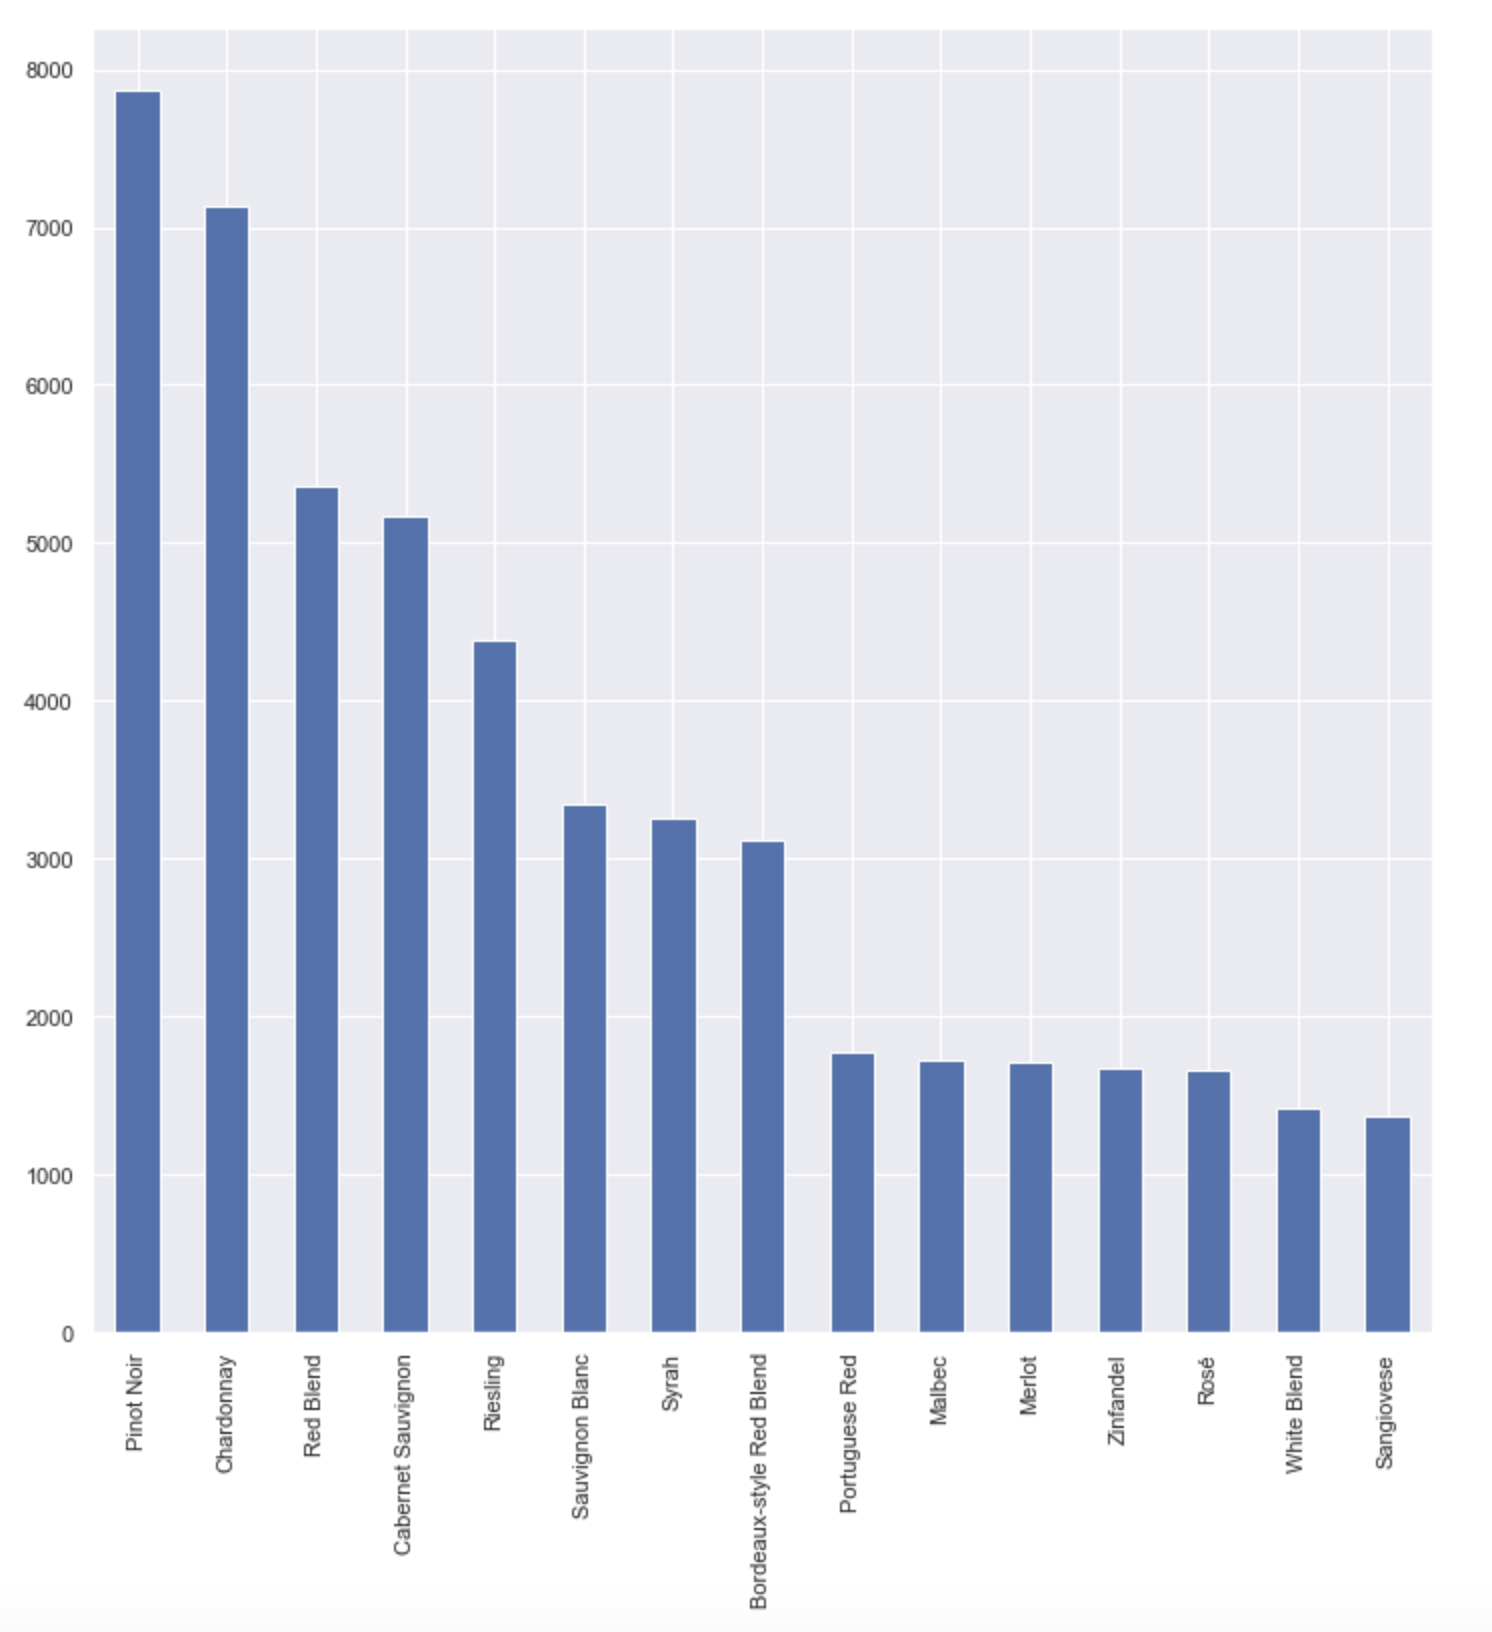 8000
7000
6000
5000
4000
3000
2000
1000
0
Pinot Noir
Chardonnay
Red Blend
Cabernet Sauvignon
Riesling
Sauvignon Blanc
Syrah
Bordeaux-style Red Blend
Portuguese Red
Malbec
Merlot
Zinfandel
Rosé
White Blend
Sangiovese